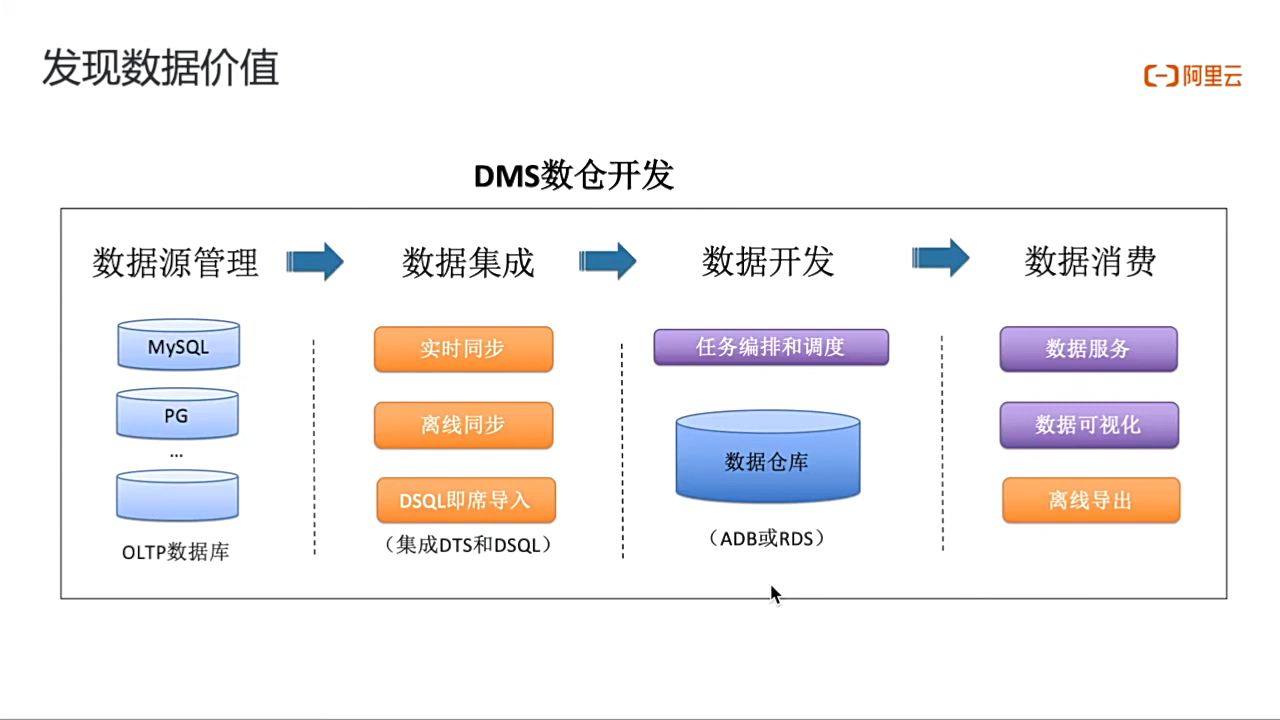 发现数据价值
阿里云
DMS数仓开发
数据源管理
数据集成
数据开发
数据消费
MySQL
PG
...
OLTP数据库
实时同步
离线同步
DSQL即席导入
（集成DTS和DSQL）
任务编排和调度
数据仓库
（ADB或RDS）
数据服务
数据可视化
离线导出